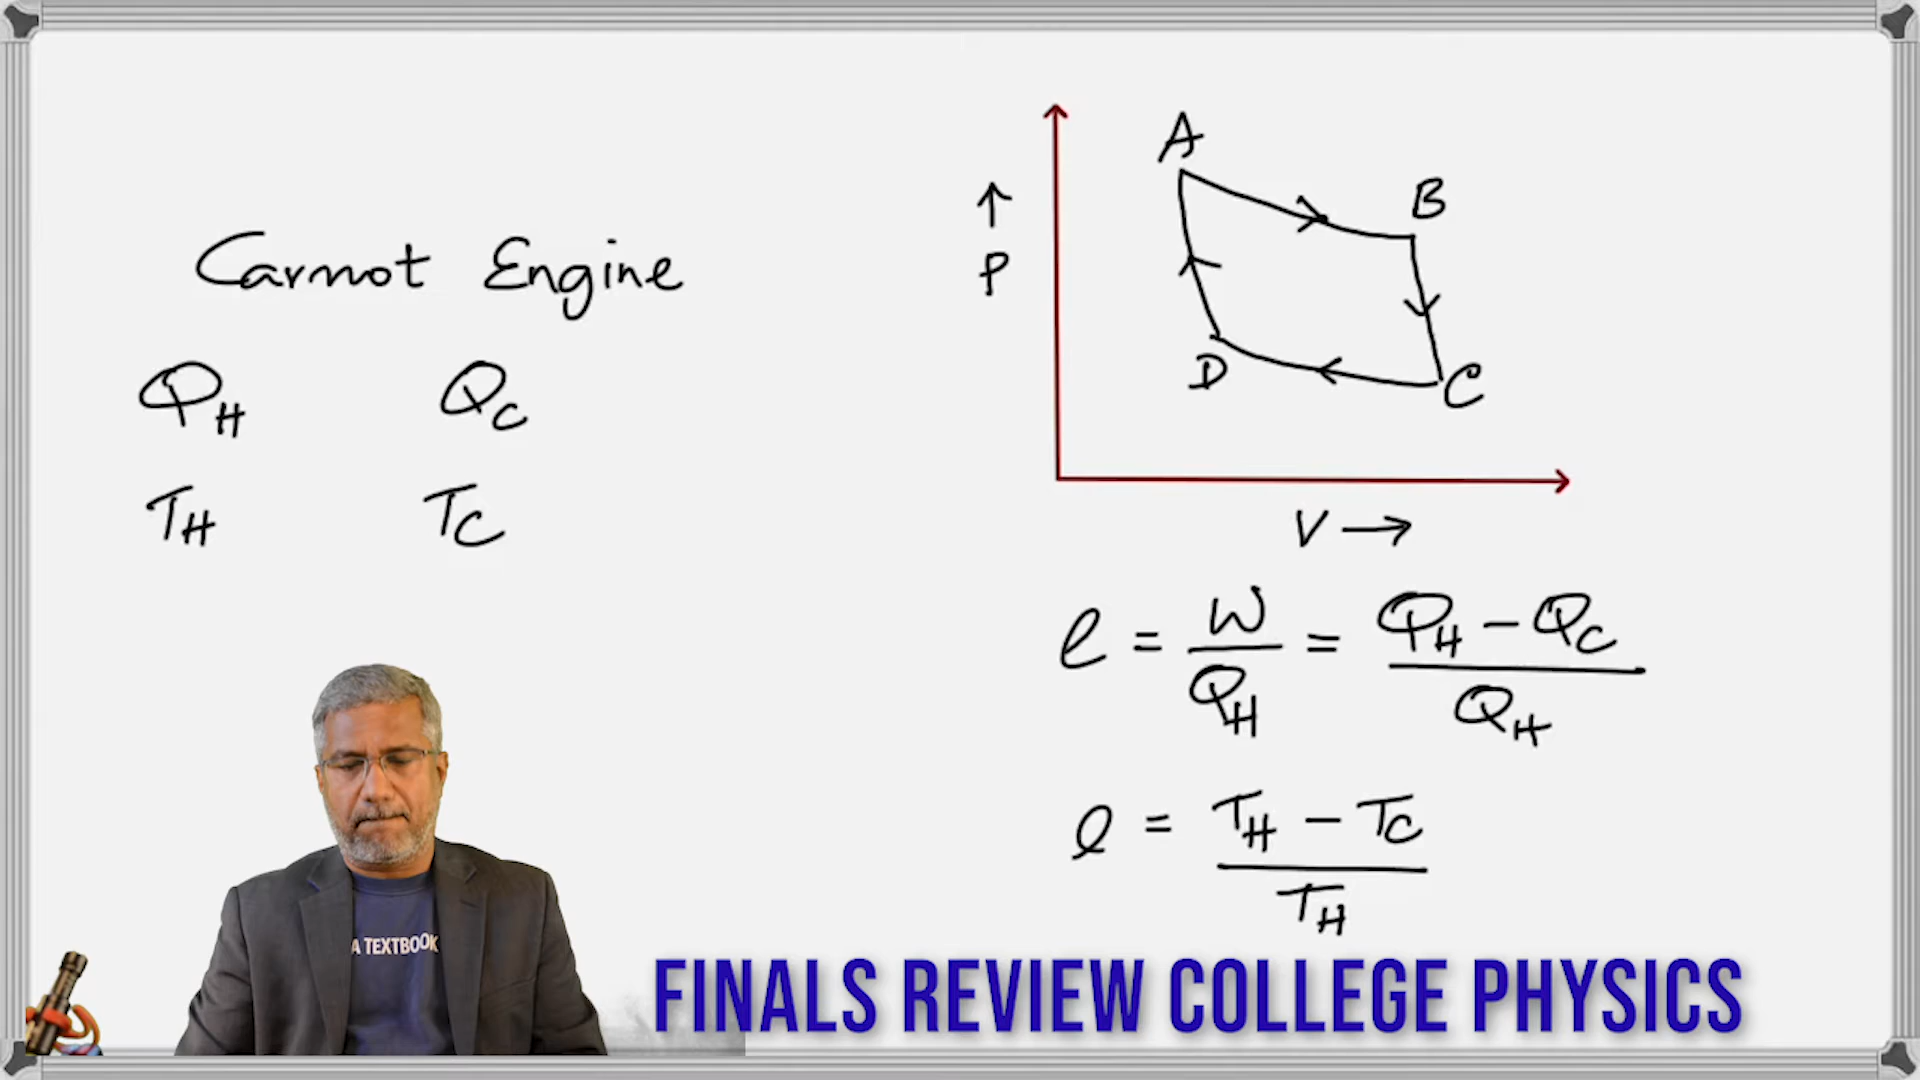 Carnot Engine
Q_H Q_C
T_H T_C
↑
P
A
B
D
C
V →
e = W / Q_H = (Q_H - Q_C) / Q_H
e = (T_H - T_C) / T_H
A TEXTBOOK
FINALS REVIEW COLLEGE PHYSICS